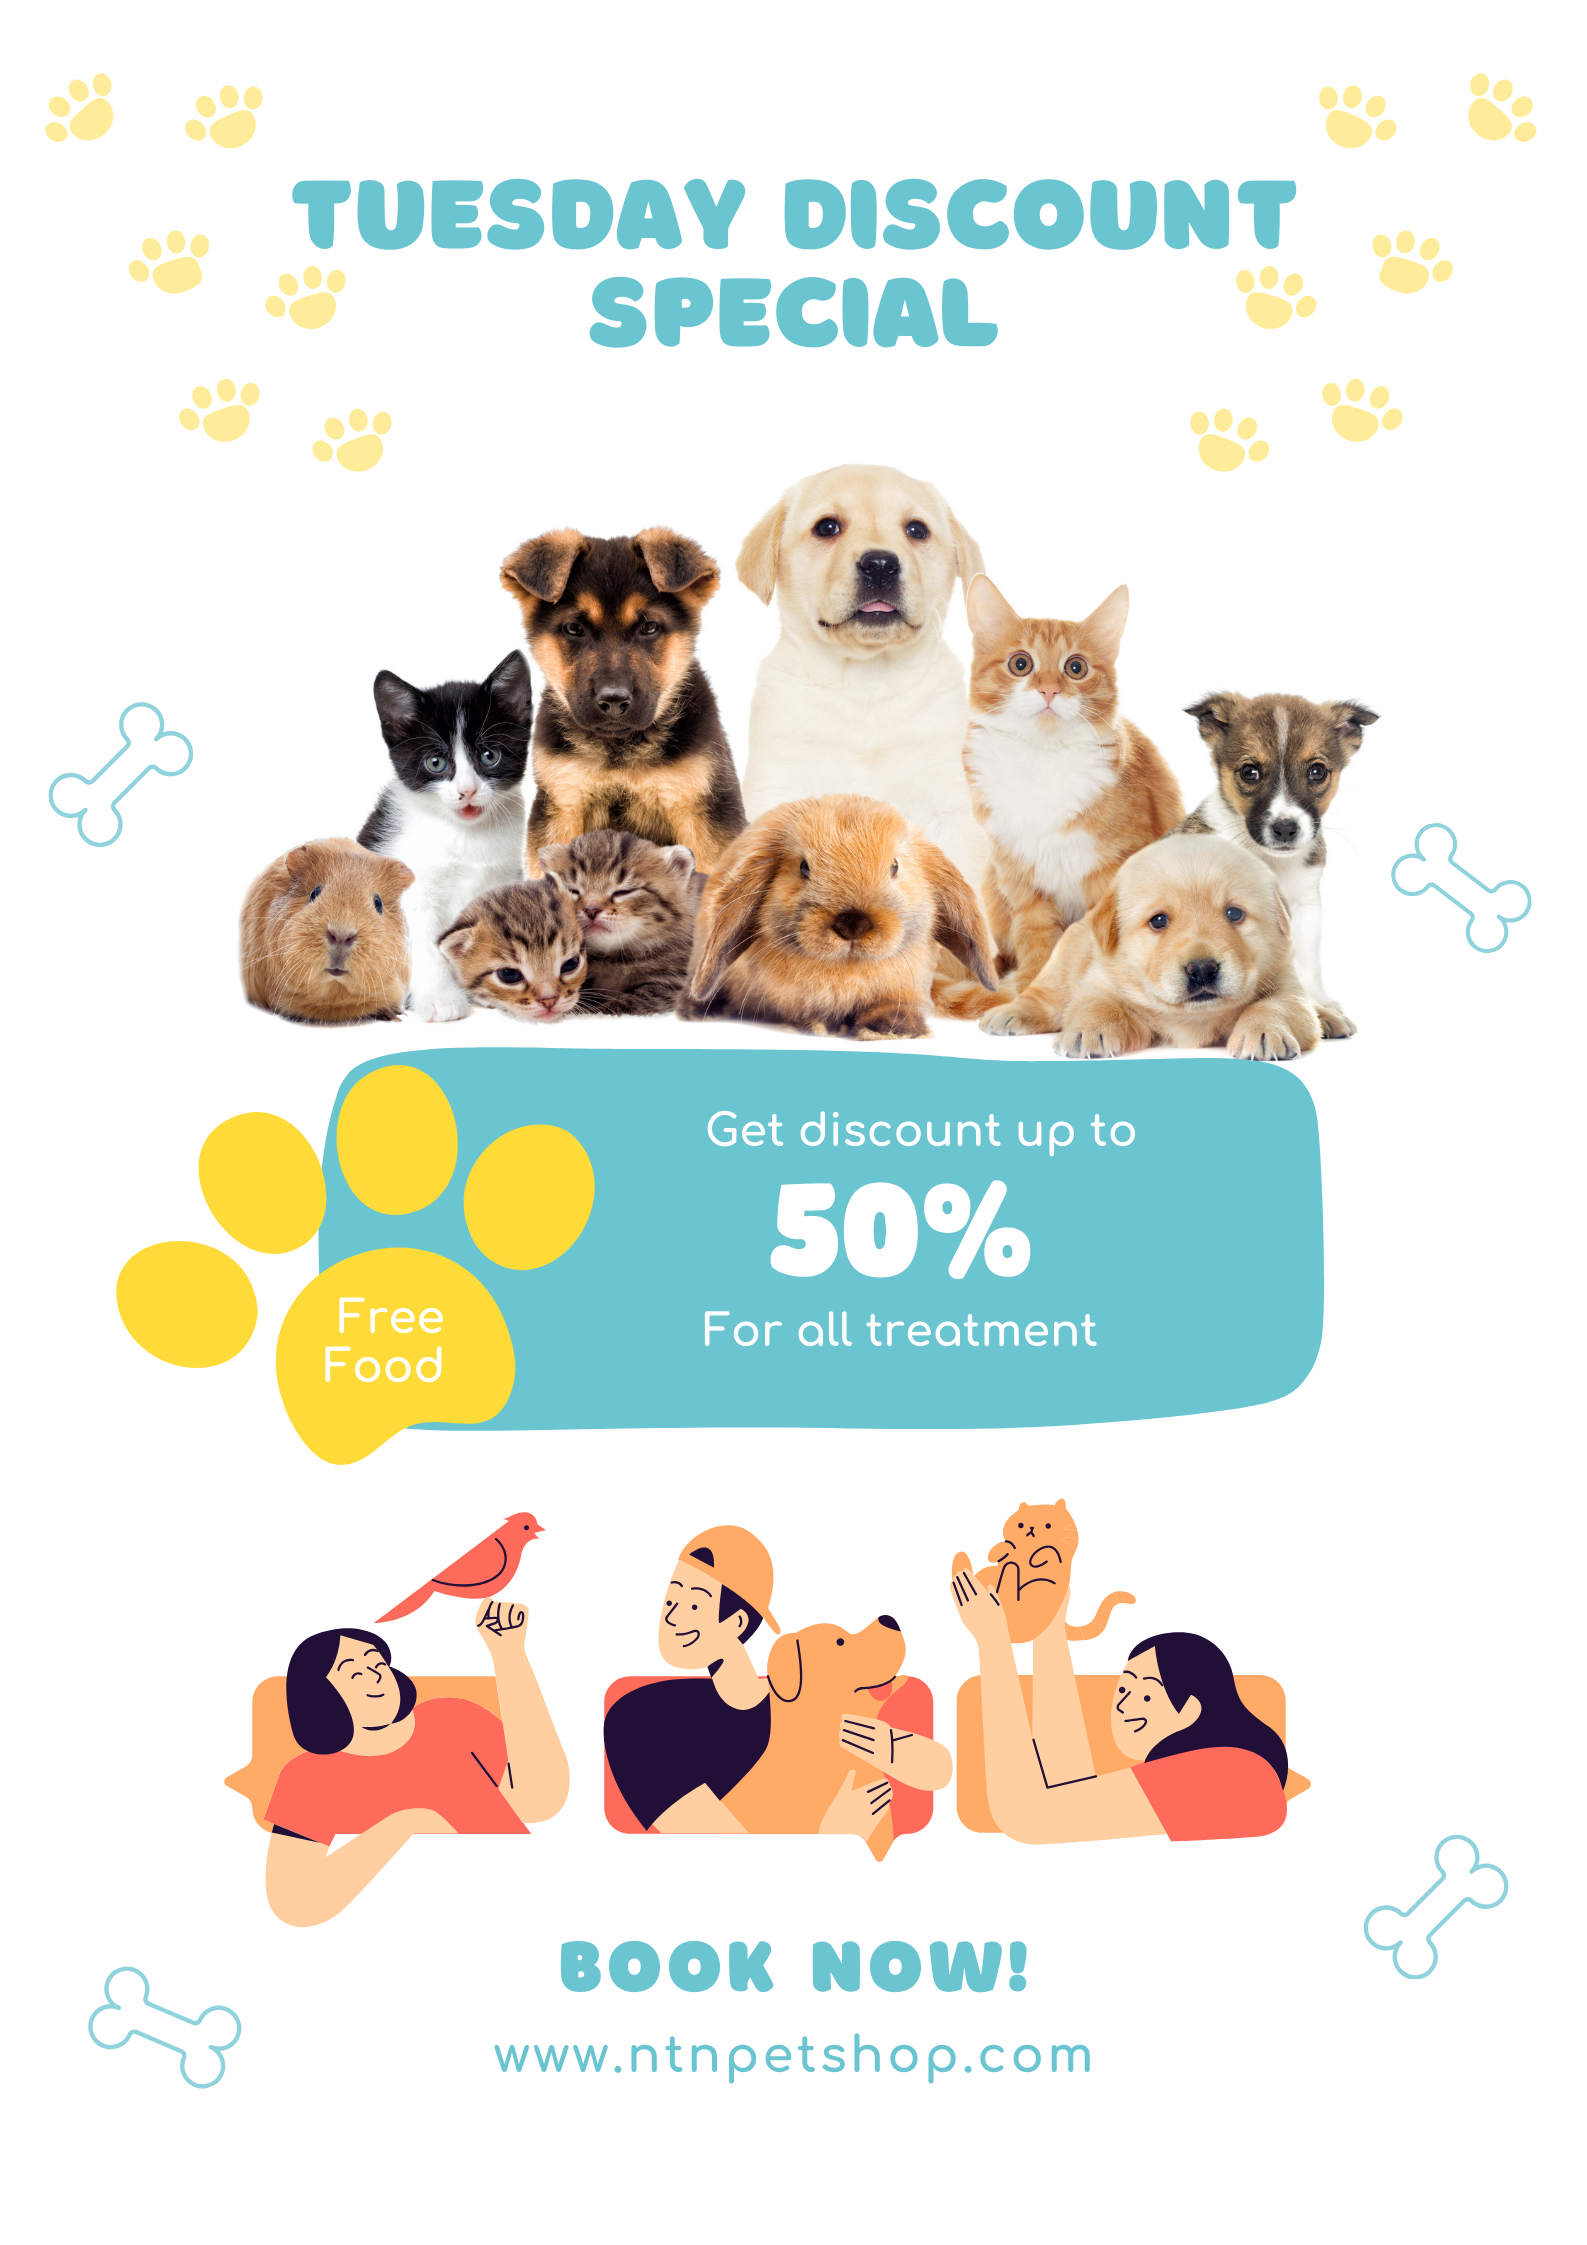 TUESDAY DISCOUNT
SPECIAL
Get discount up to
50%
For all treatment
Free
Food
BOOK NOW!
www.ntnpetshop.com